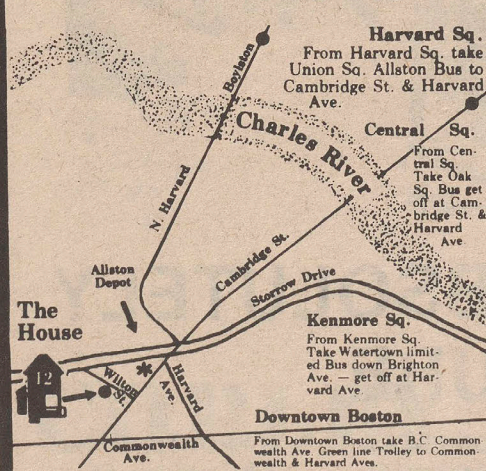 Harvard Sq.
From Harvard Sq. take
Union Sq. Allston Bus to
Cambridge St. & Harvard
Ave.
Boylston
Charles River
Central Sq.
From Cen-
tral Sq.
Take Oak
Sq. Bus get
off at Cam-
bridge St. &
Harvard
Ave
N. Harvard
Cambridge St.
Storrow Drive
Allston
Depot
The
House
12
Wilton
St.
Harvard
Ave.
Kenmore Sq.
From Kenmore Sq.
Take Watertown limit-
ed Bus down Brighton
Ave. — get off at Har-
vard Ave.
Commonwealth
Ave.
Downtown Boston
From Downtown Boston take B.C. Common
wealth Ave. Green line Trolley to Common-
wealth & Harvard Aves.